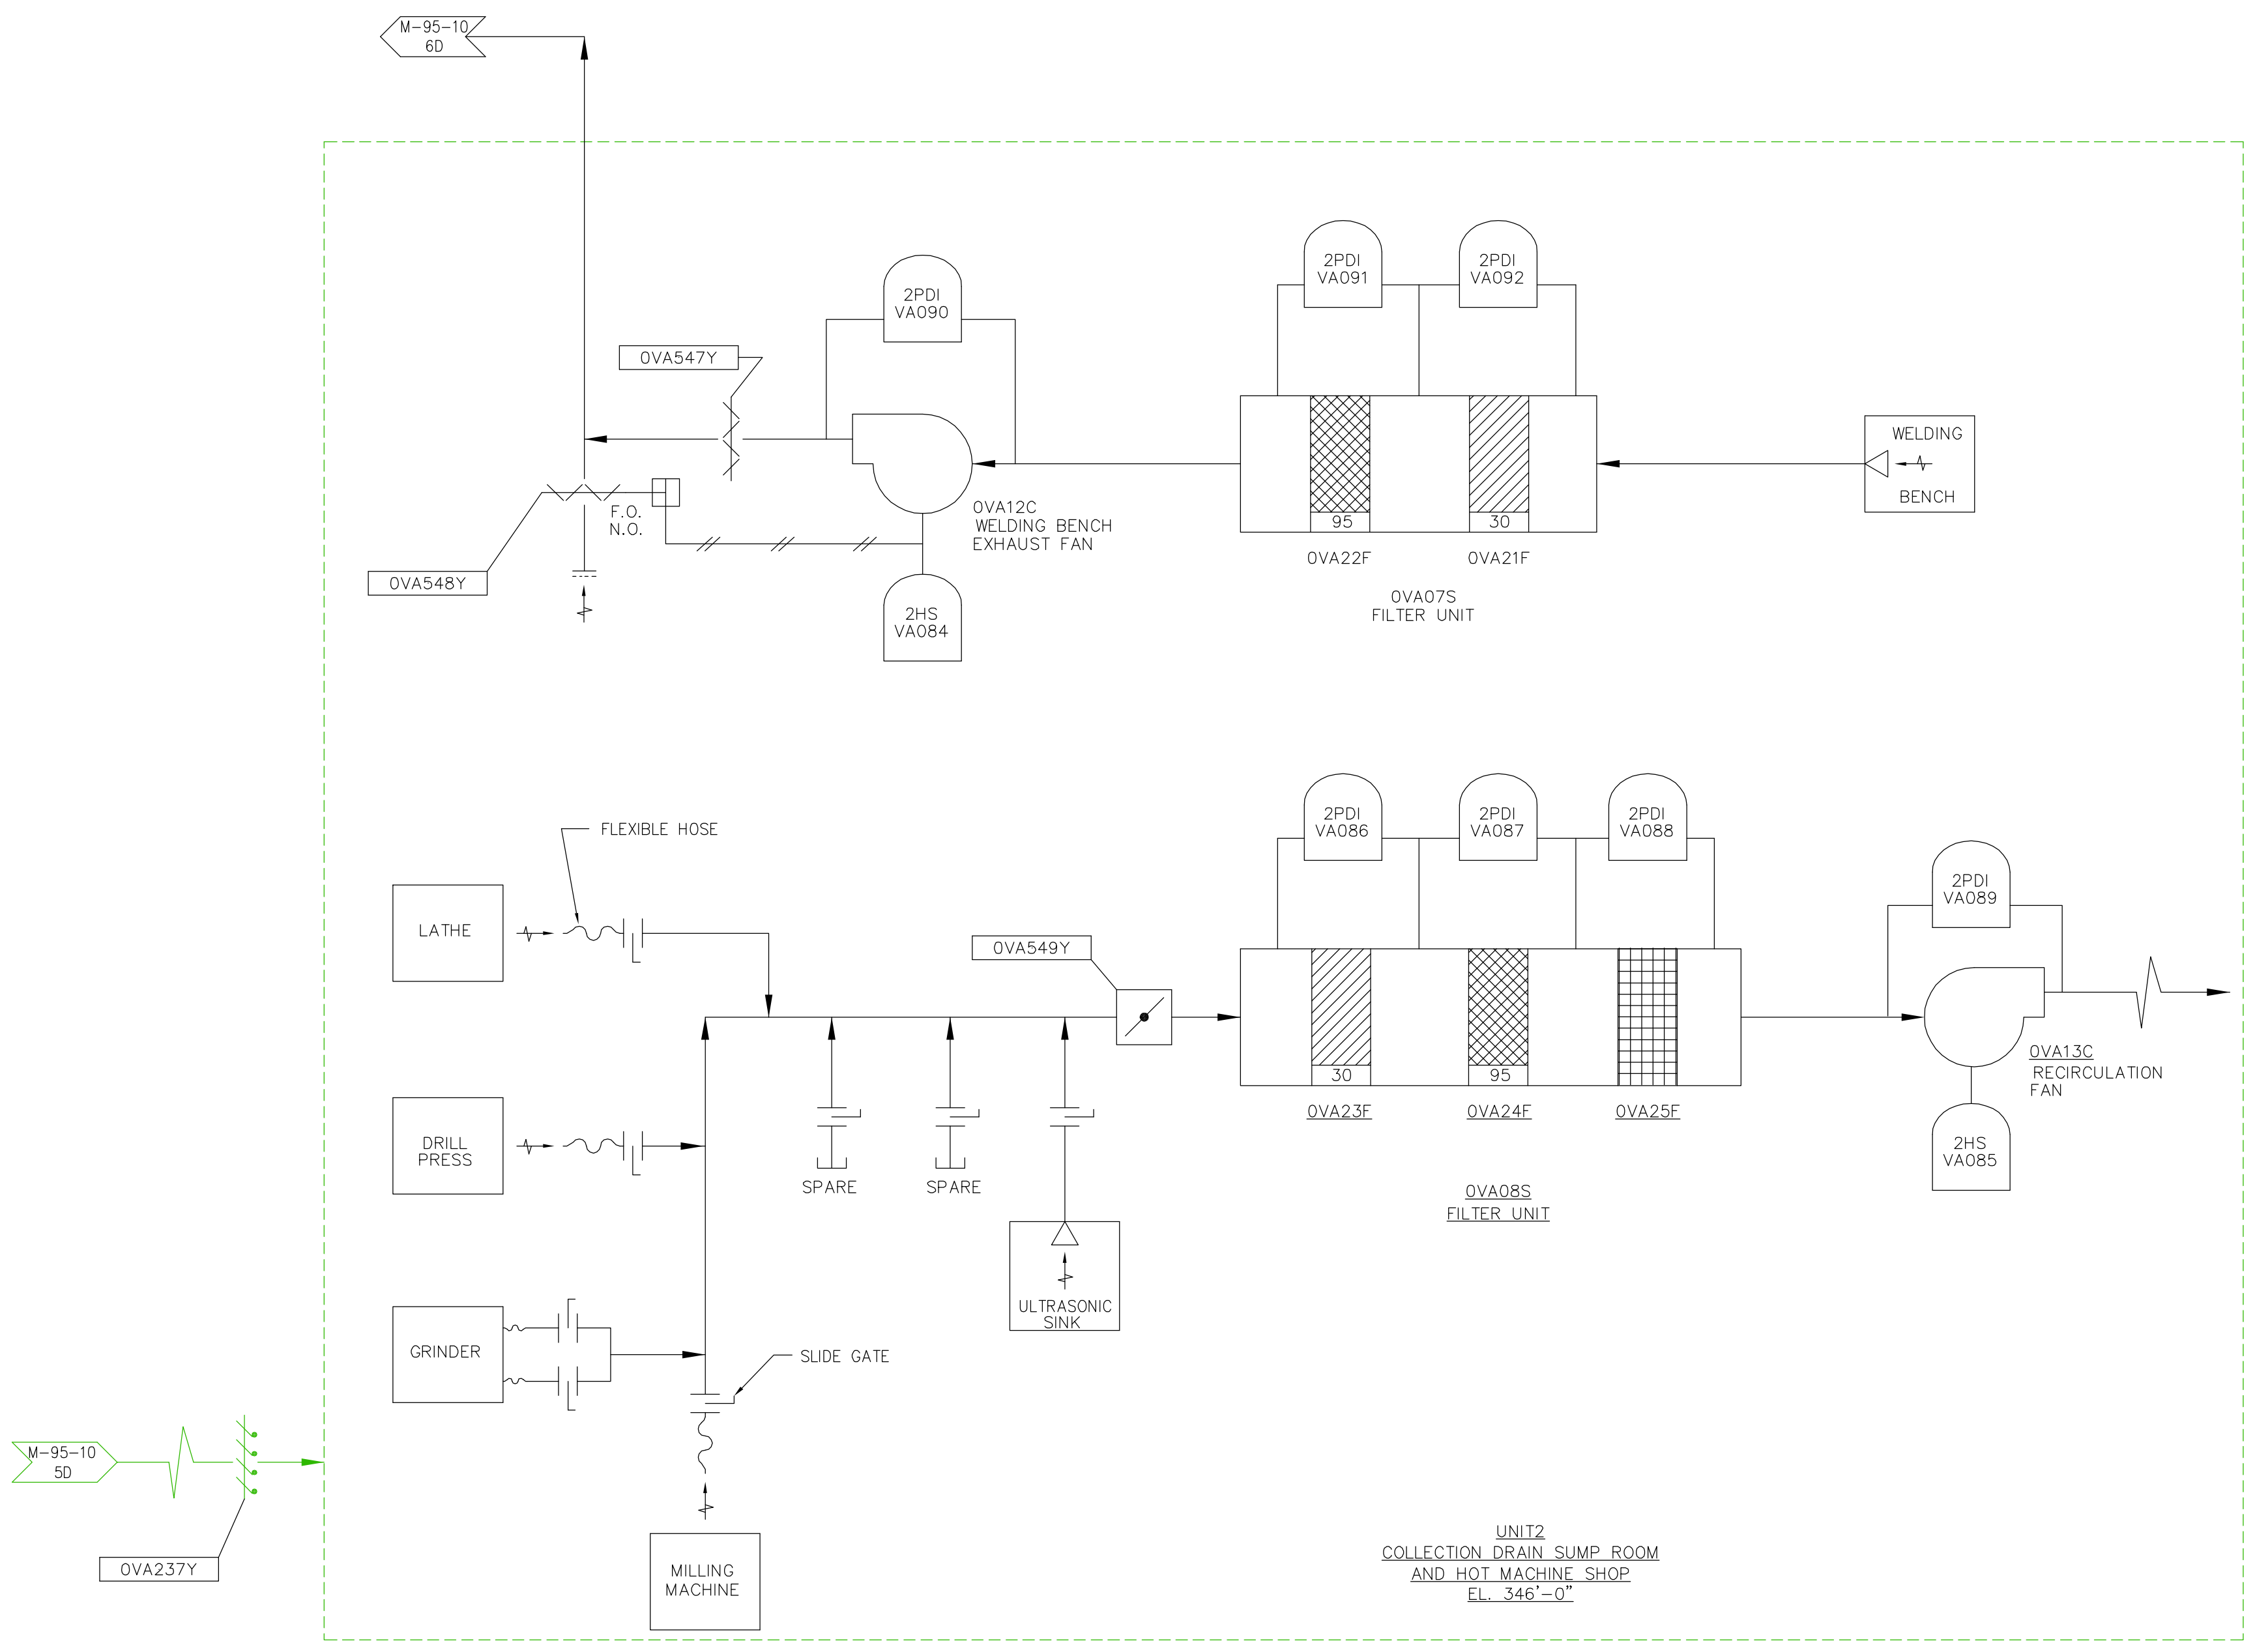 M-95-10
6D
2PDI
VA091
2PDI
VA092
2PDI
VA090
0VA547Y
WELDING
BENCH
F.O.
N.O.
0VA12C
WELDING BENCH
EXHAUST FAN
95
30
0VA22F
0VA21F
0VA548Y
0VA07S
FILTER UNIT
2HS
VA084
FLEXIBLE HOSE
2PDI
VA086
2PDI
VA087
2PDI
VA088
2PDI
VA089
LATHE
0VA549Y
30
95
0VA13C
RECIRCULATION
FAN
0VA23F
0VA24F
0VA25F
DRILL
PRESS
SPARE
SPARE
2HS
VA085
0VA08S
FILTER UNIT
ULTRASONIC
SINK
GRINDER
SLIDE GATE
M-95-10
5D
0VA237Y
MILLING
MACHINE
UNIT2
COLLECTION DRAIN SUMP ROOM
AND HOT MACHINE SHOP
EL. 346'-0"